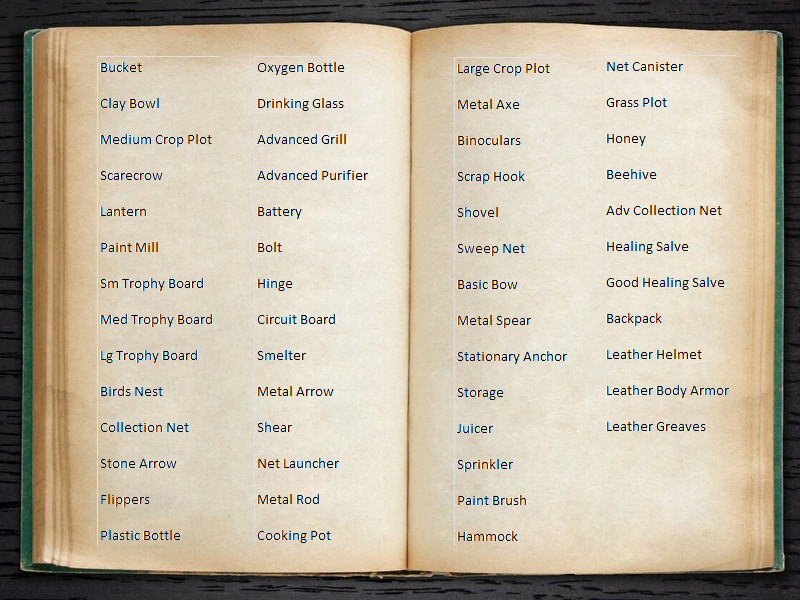 Bucket
Clay Bowl
Medium Crop Plot
Scarecrow
Lantern
Paint Mill
Sm Trophy Board
Med Trophy Board
Lg Trophy Board
Birds Nest
Collection Net
Stone Arrow
Flippers
Plastic Bottle
Oxygen Bottle
Drinking Glass
Advanced Grill
Advanced Purifier
Battery
Bolt
Hinge
Circuit Board
Smelter
Metal Arrow
Shear
Net Launcher
Metal Rod
Cooking Pot
Large Crop Plot
Metal Axe
Binoculars
Scrap Hook
Shovel
Sweep Net
Basic Bow
Metal Spear
Stationary Anchor
Storage
Juicer
Sprinkler
Paint Brush
Hammock
Net Canister
Grass Plot
Honey
Beehive
Adv Collection Net
Healing Salve
Good Healing Salve
Backpack
Leather Helmet
Leather Body Armor
Leather Greaves